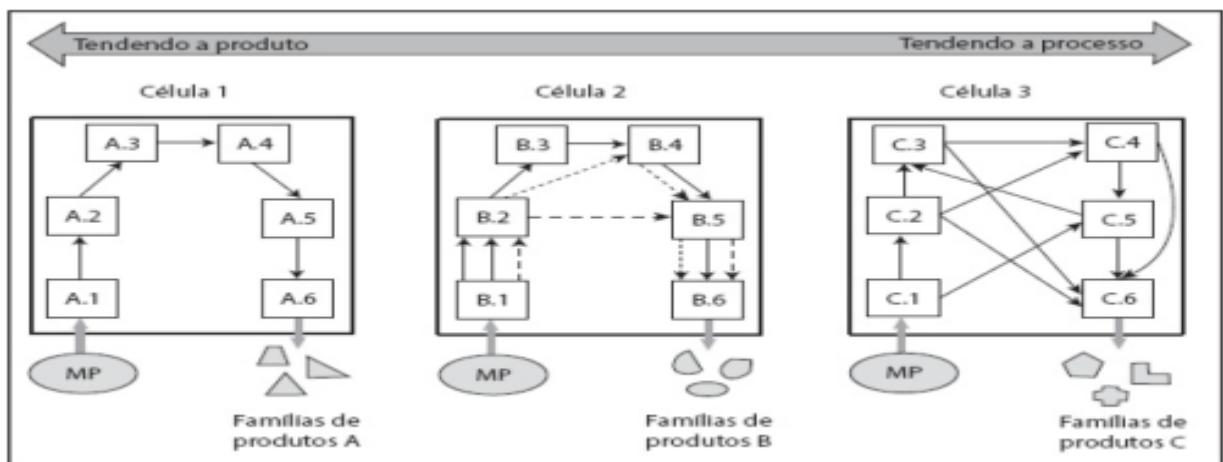 Tendendo a produto
Tendendo a processo
Célula 1
Célula 2
Célula 3
A.3
A.4
A.2
A.5
A.1
A.6
MP
Famílias de
produtos A
B.3
B.4
B.2
B.5
B.1
B.6
MP
Famílias de
produtos B
C.3
C.4
C.2
C.5
C.1
C.6
MP
Famílias de
produtos C